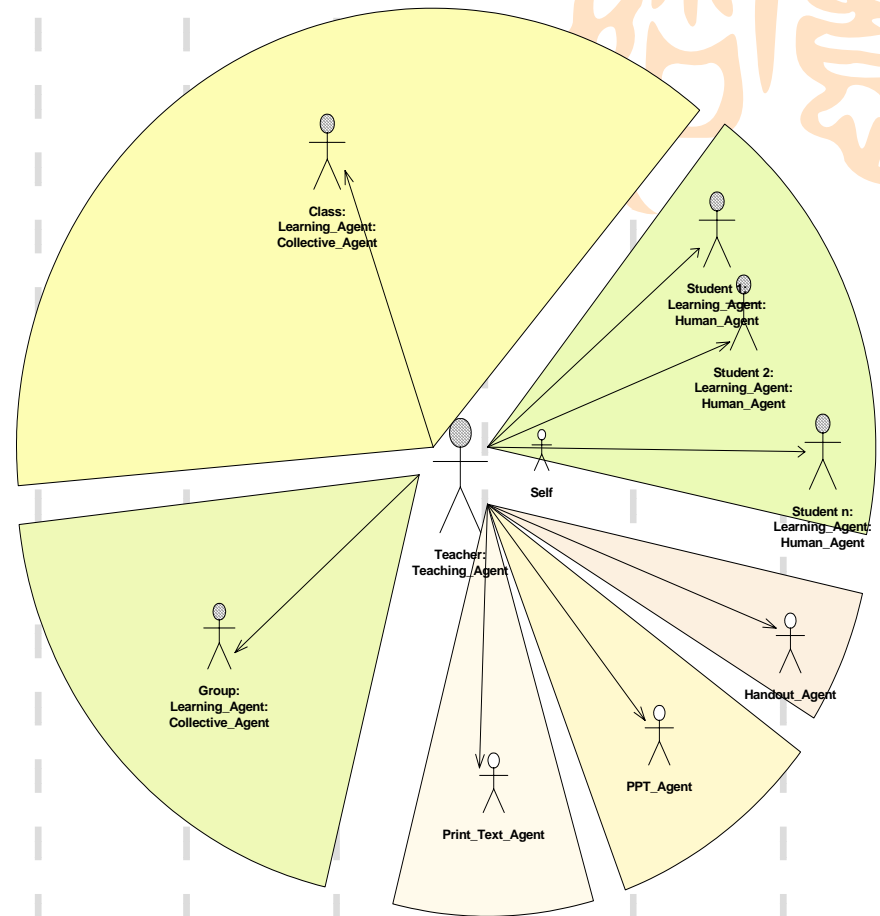 Class:
Learning_Agent:
Collective_Agent
Student 1:
Learning_Agent:
Human_Agent
Student 2:
Learning_Agent:
Human_Agent
Student n:
Learning_Agent:
Human_Agent
Self
Teacher:
Teaching_Agent
Group:
Learning_Agent:
Collective_Agent
Handout_Agent
PPT_Agent
Print_Text_Agent